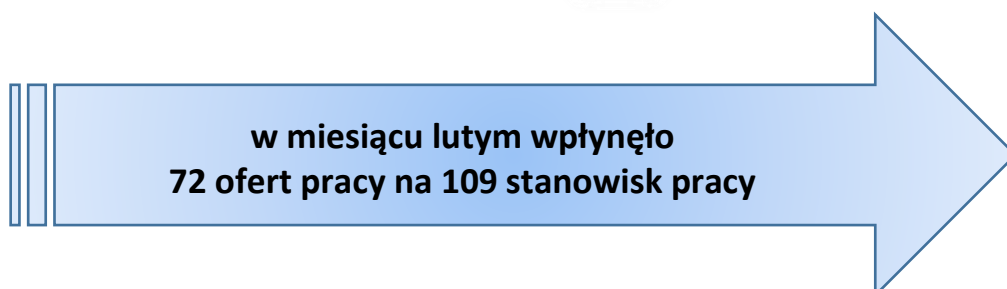 w miesiącu lutym wpłynęło
72 ofert pracy na 109 stanowisk pracy